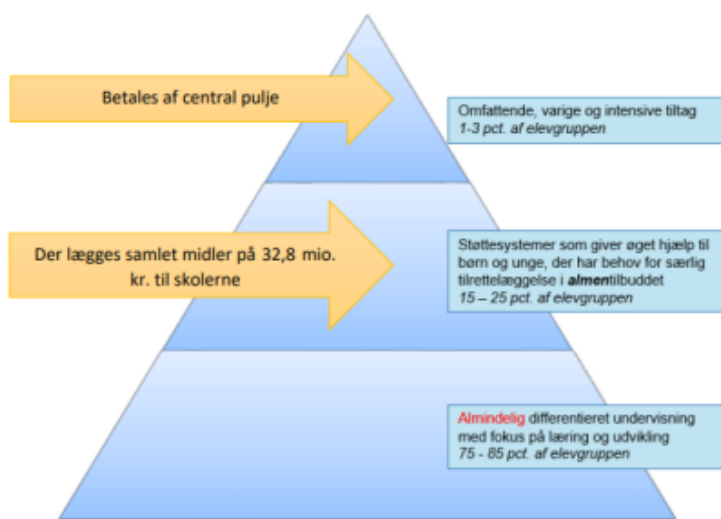 Betales af central pulje
Omfattende, varige og intensive tiltag
1-3 pct. af elevgruppen
Der lægges samlet midler på 32,8 mio.
kr. til skolerne
Støttesystemer som giver øget hjælp til
børn og unge, der har behov for særlig
tilrettelæggelse i almentilbuddet
15 – 25 pct. af elevgruppen
Almindelig differentieret undervisning
med fokus på læring og udvikling
75 - 85 pct. af elevgruppen